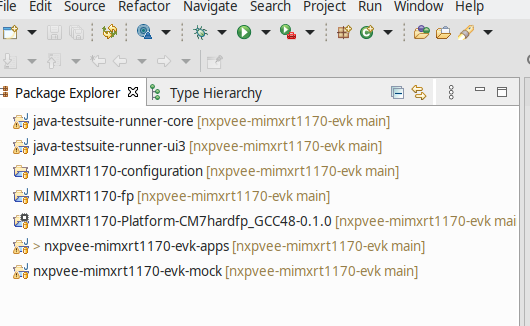 File Edit Source Refactor Navigate Search Project Run Window Help
Package Explorer Type Hierarchy
java-testsuite-runner-core [nxpvee-mimxrt1170-evk main]
java-testsuite-runner-ui3 [nxpvee-mimxrt1170-evk main]
MIMXRT1170-configuration [nxpvee-mimxrt1170-evk main]
MIMXRT1170-fp [nxpvee-mimxrt1170-evk main]
MIMXRT1170-Platform-CM7hardfp_GCC48-0.1.0 [nxpvee-mimxrt1170-evk mai
> nxpvee-mimxrt1170-evk-apps [nxpvee-mimxrt1170-evk main]
nxpvee-mimxrt1170-evk-mock [nxpvee-mimxrt1170-evk main]